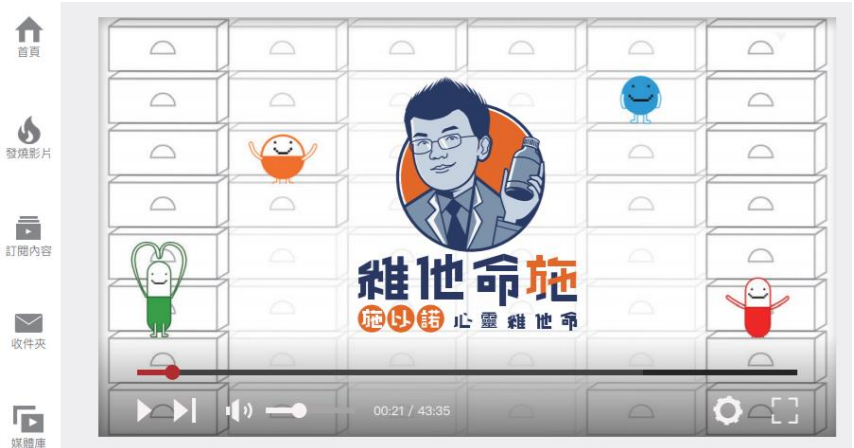 首頁
發燒影片
訂閱內容
收件夾
媒體庫
維他命施
施以諾心靈維他命
00:21 / 43:35